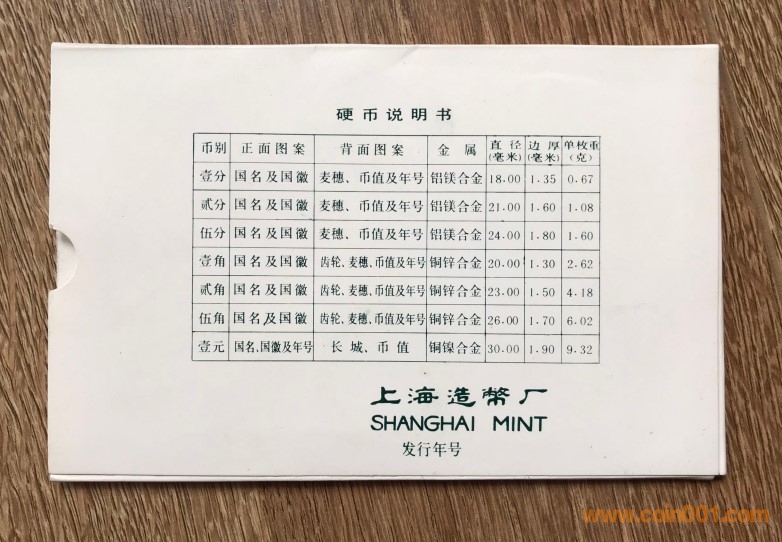 硬币说明书
币别 正面图案 背面图案 金属 直径(毫米) 边厚(毫米) 单枚重(克)
壹分 国名及国徽 麦穗、币值及年号 铝镁合金 18.00 1.35 0.67
贰分 国名及国徽 麦穗、币值及年号 铝镁合金 21.00 1.60 1.08
伍分 国名及国徽 麦穗、币值及年号 铝镁合金 24.00 1.80 1.60
壹角 国名及国徽 齿轮、麦穗、币值及年号 铜锌合金 20.00 1.30 2.62
贰角 国名及国徽 齿轮、麦穗、币值及年号 铜锌合金 23.00 1.50 4.18
伍角 国名及国徽 齿轮、麦穗、币值及年号 铜锌合金 26.00 1.70 6.02
壹元 国名、国徽及年号 长城、币值 铜镍合金 30.00 1.90 9.32
上海造幣厂
SHANGHAI MINT
发行年号
www.coin001.com